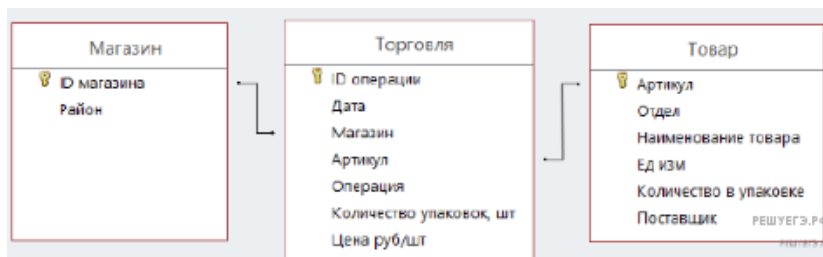 Магазин
ID магазина
Район
Торговля
ID операции
Дата
Магазин
Артикул
Операция
Количество упаковок, шт
Цена руб/шт
Товар
Артикул
Отдел
Наименование товара
Ед изм
Количество в упаковке
Поставщик
РЕШУЕГЭ.РФ